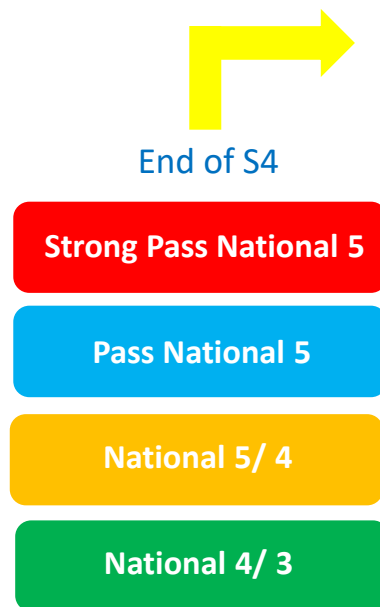 End of S4
Strong Pass National 5
Pass National 5
National 5/ 4
National 4/ 3